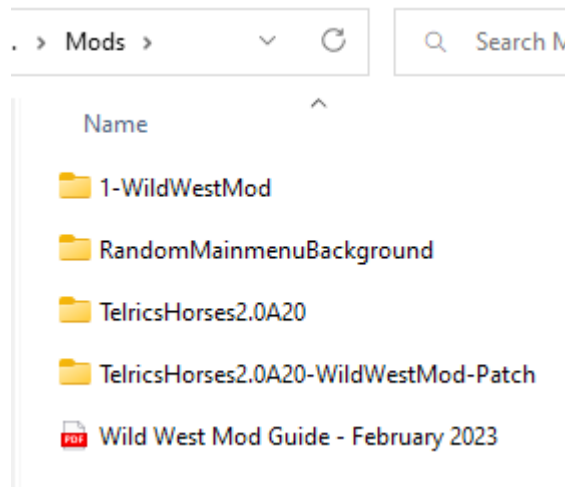 . > Mods >
Search M
Name
1-WildWestMod
RandomMainmenuBackground
TelricsHorses2.0A20
TelricsHorses2.0A20-WildWestMod-Patch
PDF Wild West Mod Guide - February 2023